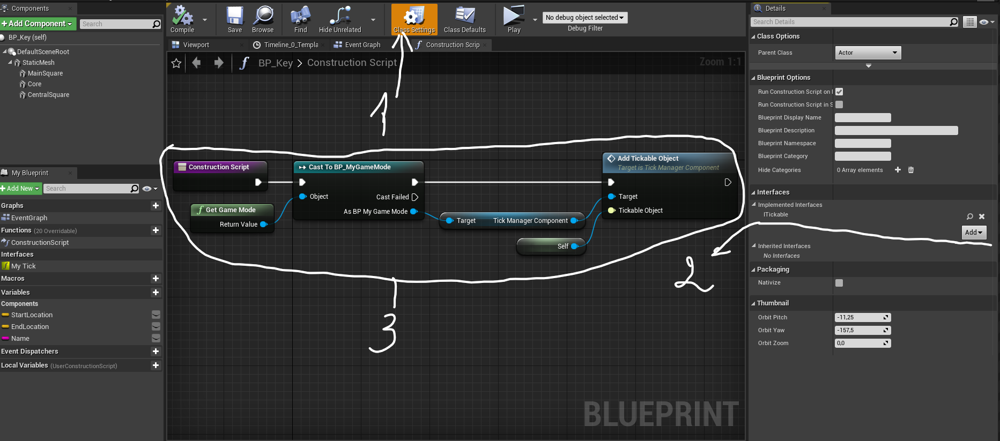 Components
+Add Component
Search
BP_Key (self)
DefaultSceneRoot
StaticMesh
MainSquare
Core
CentralSquare
My Blueprint
+Add New
Search
Graphs
EventGraph
Functions (20 Overridable)
ConstructionScript
Interfaces
My Tick
Macros
Variables
Components
StartLocation
EndLocation
Name
Event Dispatchers
Local Variables (UserConstructionScript)
Compile
Save
Browse
Find
Hide Unrelated
Class Settings
Class Defaults
Play
No debug object selected
Debug Filter
Viewport
Timeline_0_Templa
Event Graph
Construction Scrip
BP_Key > Construction Script
Zoom 1:1
1
Construction Script
Get Game Mode
Return Value
Cast To BP_MyGameMode
Object
Cast Failed
As BP My Game Mode
Target Tick Manager Component
Self
Add Tickable Object
Target is Tick Manager Component
Target
Tickable Object
2
3
BLUEPRINT
Details
Search Details
Class Options
Parent Class Actor
Blueprint Options
Run Construction Script on
Run Construction Script in S
Blueprint Display Name
Blueprint Description
Blueprint Namespace
Blueprint Category
Hide Categories 0 Array elements
Interfaces
Implemented Interfaces
ITickable
Add
Inherited Interfaces
No Interfaces
Packaging
Nativize
Thumbnail
Orbit Pitch -11,25
Orbit Yaw -157,5
Orbit Zoom 0,0